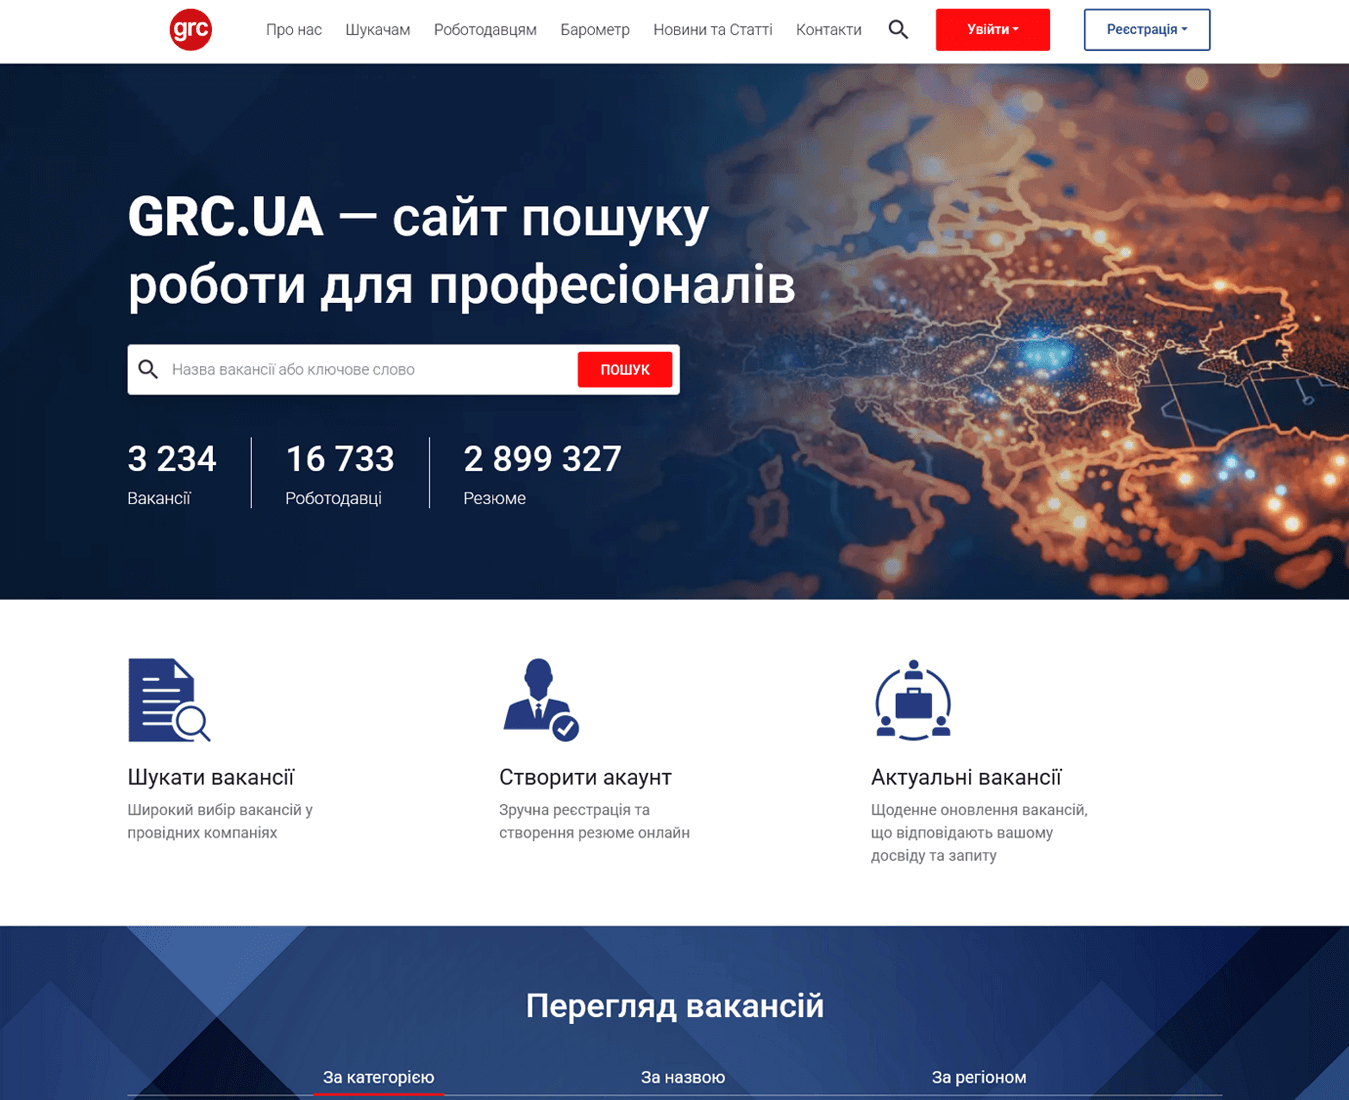 grc
Про нас
Шукачам
Роботодавцям
Барометр
Новини та Статті
Контакти
Увійти
Реєстрація
GRC.UA — сайт пошуку
роботи для професіоналів
Назва вакансії або ключове слово
ПОШУК
3 234
Вакансії
16 733
Роботодавці
2 899 327
Резюме
Шукати вакансії
Широкий вибір вакансій у
провідних компаніях
Створити акаунт
Зручна реєстрація та
створення резюме онлайн
Актуальні вакансії
Щоденне оновлення вакансій,
що відповідають вашому
досвіду та запиту
Перегляд вакансій
За категорією
За назвою
За регіоном